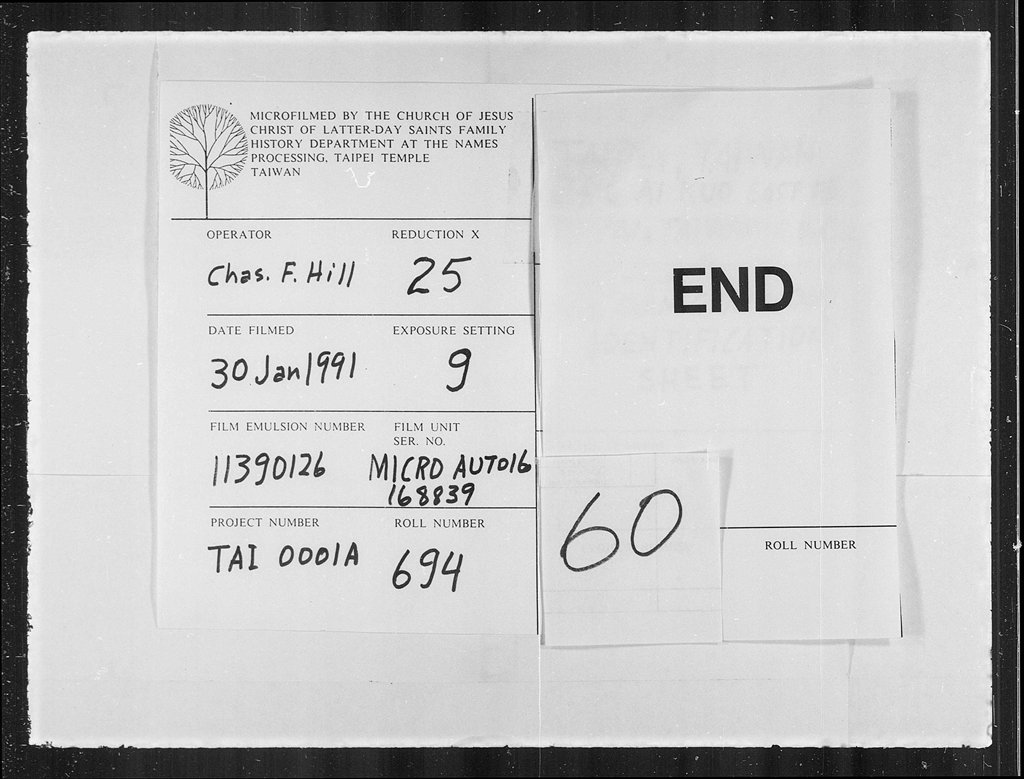 MICROFILMED BY THE CHURCH OF JESUS
CHRIST OF LATTER-DAY SAINTS FAMILY
HISTORY DEPARTMENT AT THE NAMES
PROCESSING, TAIPEI TEMPLE
TAIWAN
OPERATOR REDUCTION X
Chas. F. Hill 25
DATE FILMED EXPOSURE SETTING
30 Jan 1991 9
FILM EMULSION NUMBER FILM UNIT
SER. NO.
11390126 MICRO AUTO16
168839
PROJECT NUMBER ROLL NUMBER
TAI 0001A 694
END
60
ROLL NUMBER